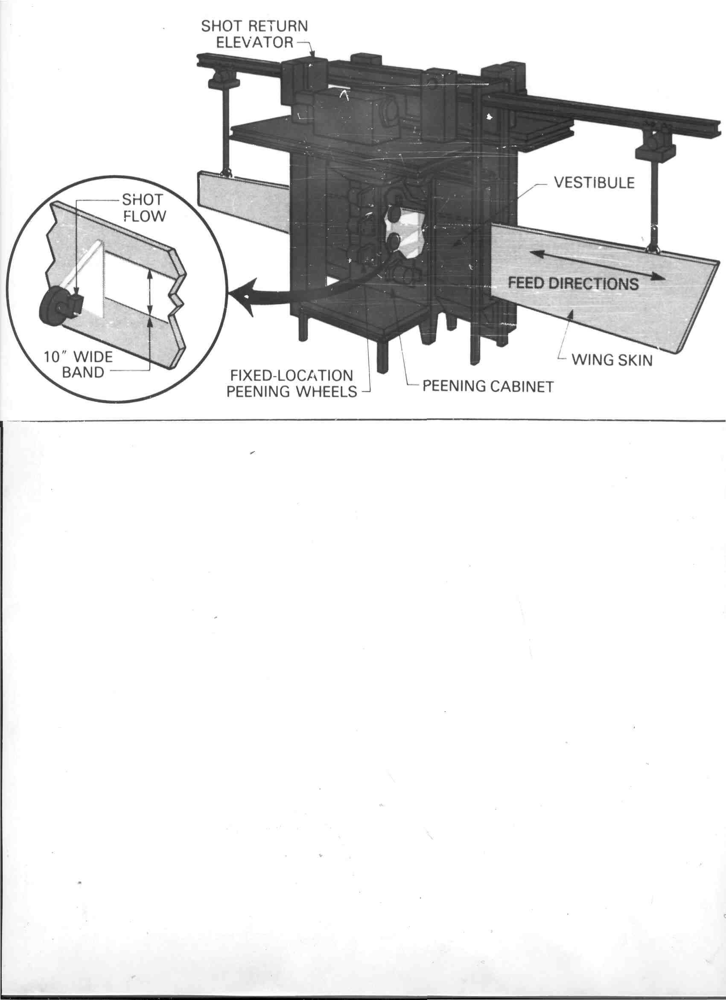 SHOT RETURN
ELEVATOR
VESTIBULE
SHOT
FLOW
FEED DIRECTIONS
10" WIDE
BAND
WING SKIN
FIXED-LOCATION
PEENING WHEELS
PEENING CABINET